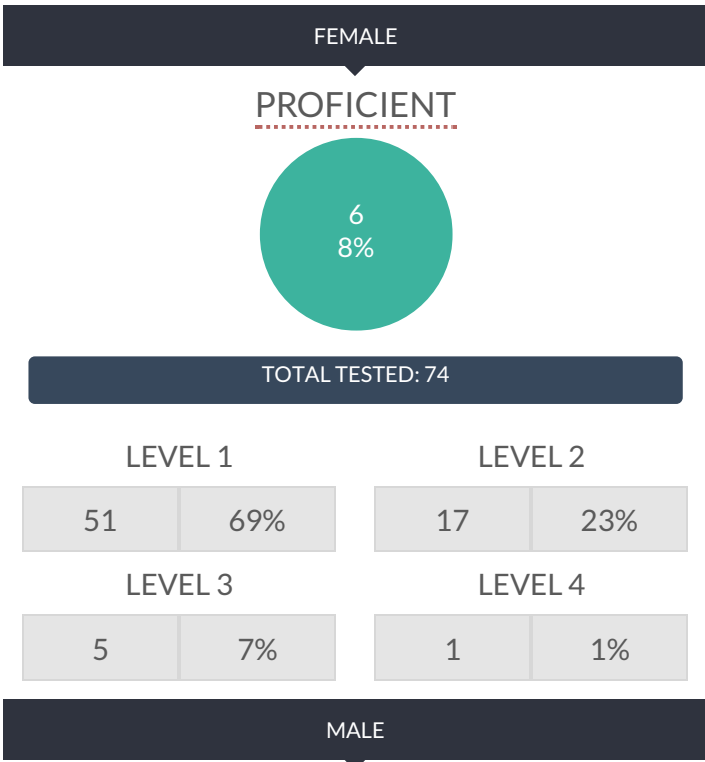 FEMALE
PROFICIENT
6
8%
TOTAL TESTED: 74
LEVEL 1 LEVEL 2
51 69% 17 23%
LEVEL 3 LEVEL 4
5 7% 1 1%
MALE